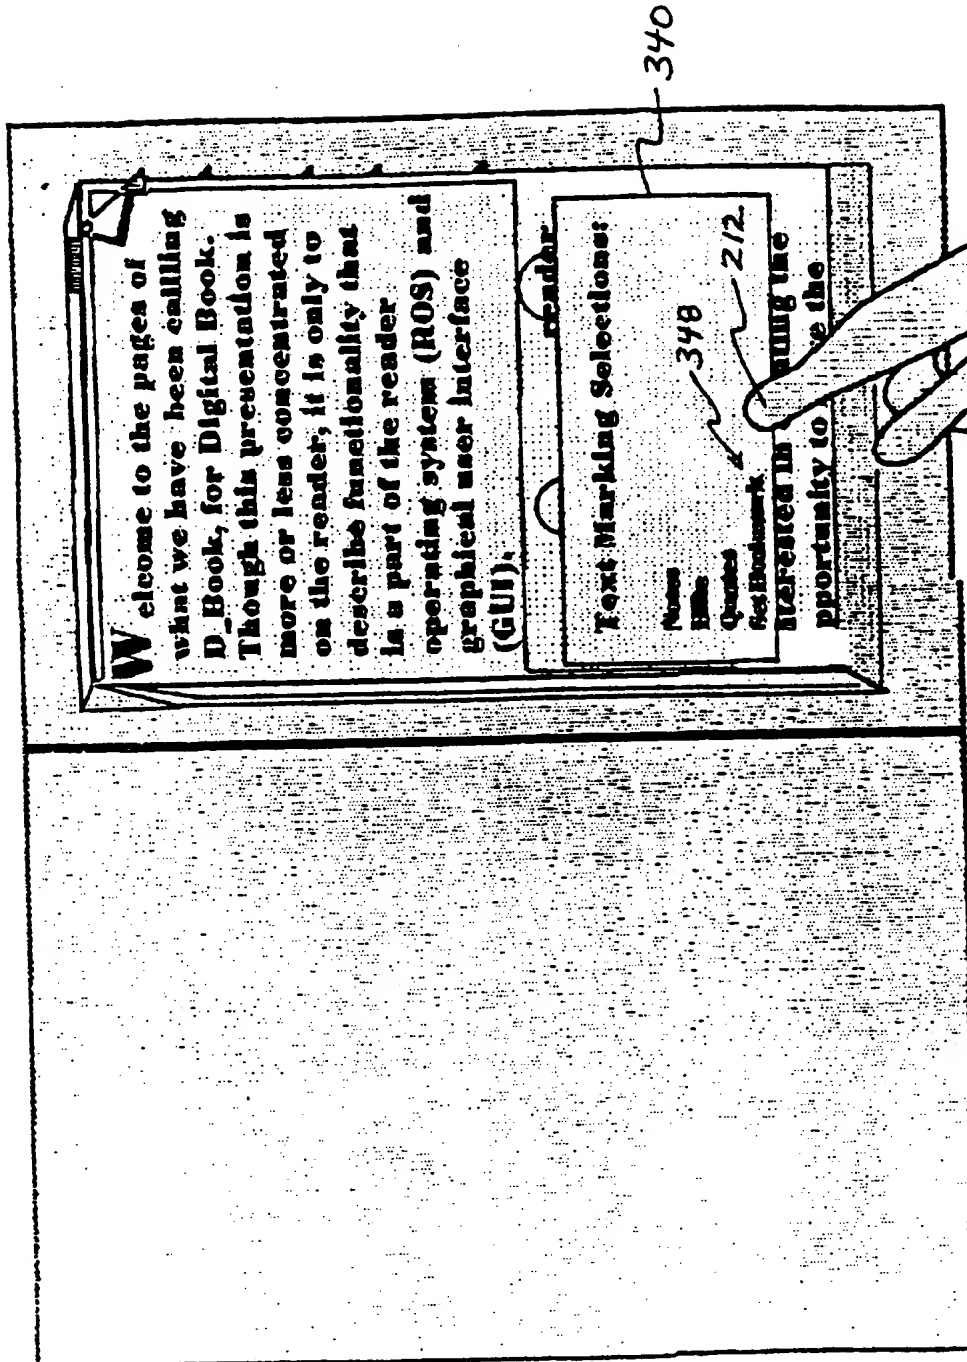 Welcome to the pages of
what we have been calling
D_Book, for Digital Book.
Though this presentation is
more or less concentrated
on the reader, it is only to
describe functionality that
is a part of the reader
operating system (ROS) and
graphical user interface
(GUI).
reader
Text Marking Selections:
340
Notes
Quotes
Set Bookmark
348
212
interested in
the
pportunity to
the